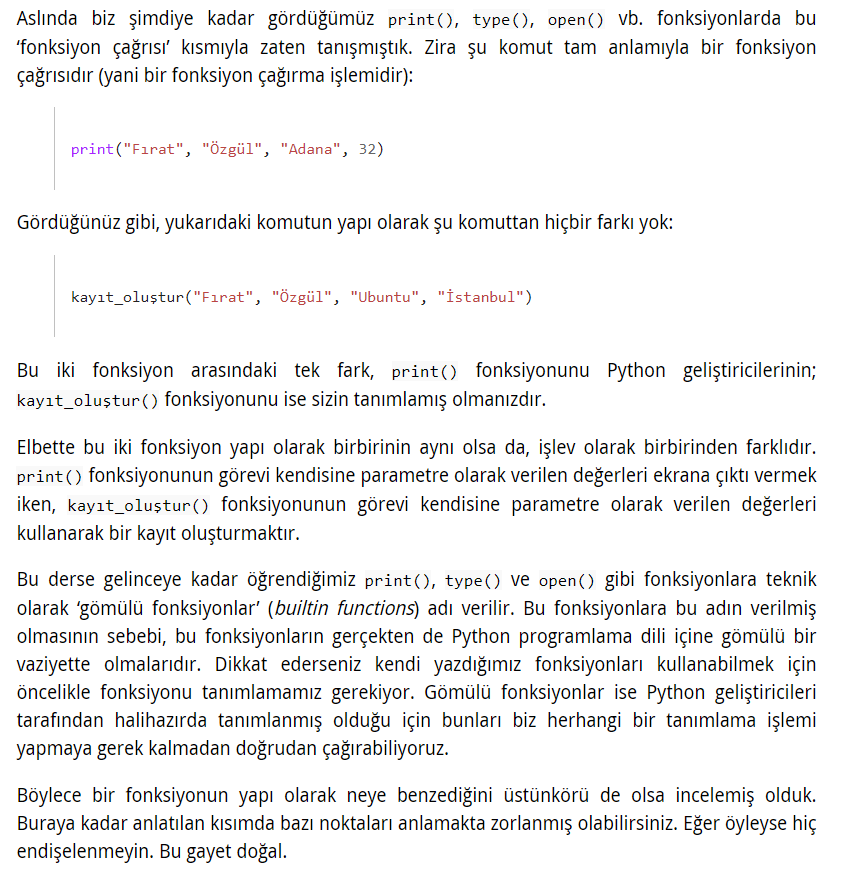 Aslında biz şimdiye kadar gördüğümüz print(), type(), open() vb. fonksiyonlarda bu
‘fonksiyon çağrısı’ kısmıyla zaten tanışmıştık. Zira şu komut tam anlamıyla bir fonksiyon
çağrısıdır (yani bir fonksiyon çağırma işlemidir):
print("Fırat", "Özgül", "Adana", 32)
Gördüğünüz gibi, yukarıdaki komutun yapı olarak şu komuttan hiçbir farkı yok:
kayıt_oluştur("Fırat", "Özgül", "Ubuntu", "İstanbul")
Bu iki fonksiyon arasındaki tek fark, print() fonksiyonunu Python geliştiricilerinin;
kayıt_oluştur() fonksiyonunu ise sizin tanımlamış olmanızdır.
Elbette bu iki fonksiyon yapı olarak birbirinin aynı olsa da, işlev olarak birbirinden farklıdır.
print() fonksiyonunun görevi kendisine parametre olarak verilen değerleri ekrana çıktı vermek
iken, kayıt_oluştur() fonksiyonunun görevi kendisine parametre olarak verilen değerleri
kullanarak bir kayıt oluşturmaktır.
Bu derse gelinceye kadar öğrendiğimiz print(), type() ve open() gibi fonksiyonlara teknik
olarak ‘gömülü fonksiyonlar’ (builtin functions) adı verilir. Bu fonksiyonlara bu adın verilmiş
olmasının sebebi, bu fonksiyonların gerçekten de Python programlama dili içine gömülü bir
vaziyette olmalarıdır. Dikkat ederseniz kendi yazdığımız fonksiyonları kullanabilmek için
öncelikle fonksiyonu tanımlamamız gerekiyor. Gömülü fonksiyonlar ise Python geliştiricileri
tarafından halihazırda tanımlanmış olduğu için bunları biz herhangi bir tanımlama işlemi
yapmaya gerek kalmadan doğrudan çağırabiliyoruz.
Böylece bir fonksiyonun yapı olarak neye benzediğini üstünkörü de olsa incelemiş olduk.
Buraya kadar anlatılan kısımda bazı noktaları anlamakta zorlanmış olabilirsiniz. Eğer öyleyse hiç
endişelenmeyin. Bu gayet doğal.